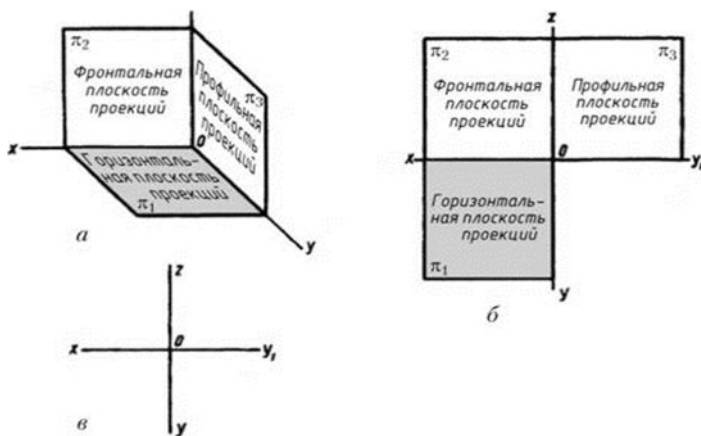 π₂
Фронтальная
плоскость
проекций
Профильная
плоскость
проекций
π₃
x
0
Горизонталь-
ная плоскость
проекций
π₁
y
а
z
π₂
π₃
Фронтальная
плоскость
проекций
Профильная
плоскость
проекций
x
0
y₁
Горизонталь-
ная плоскость
проекций
π₁
y
б
z
x
0
y₁
y
в